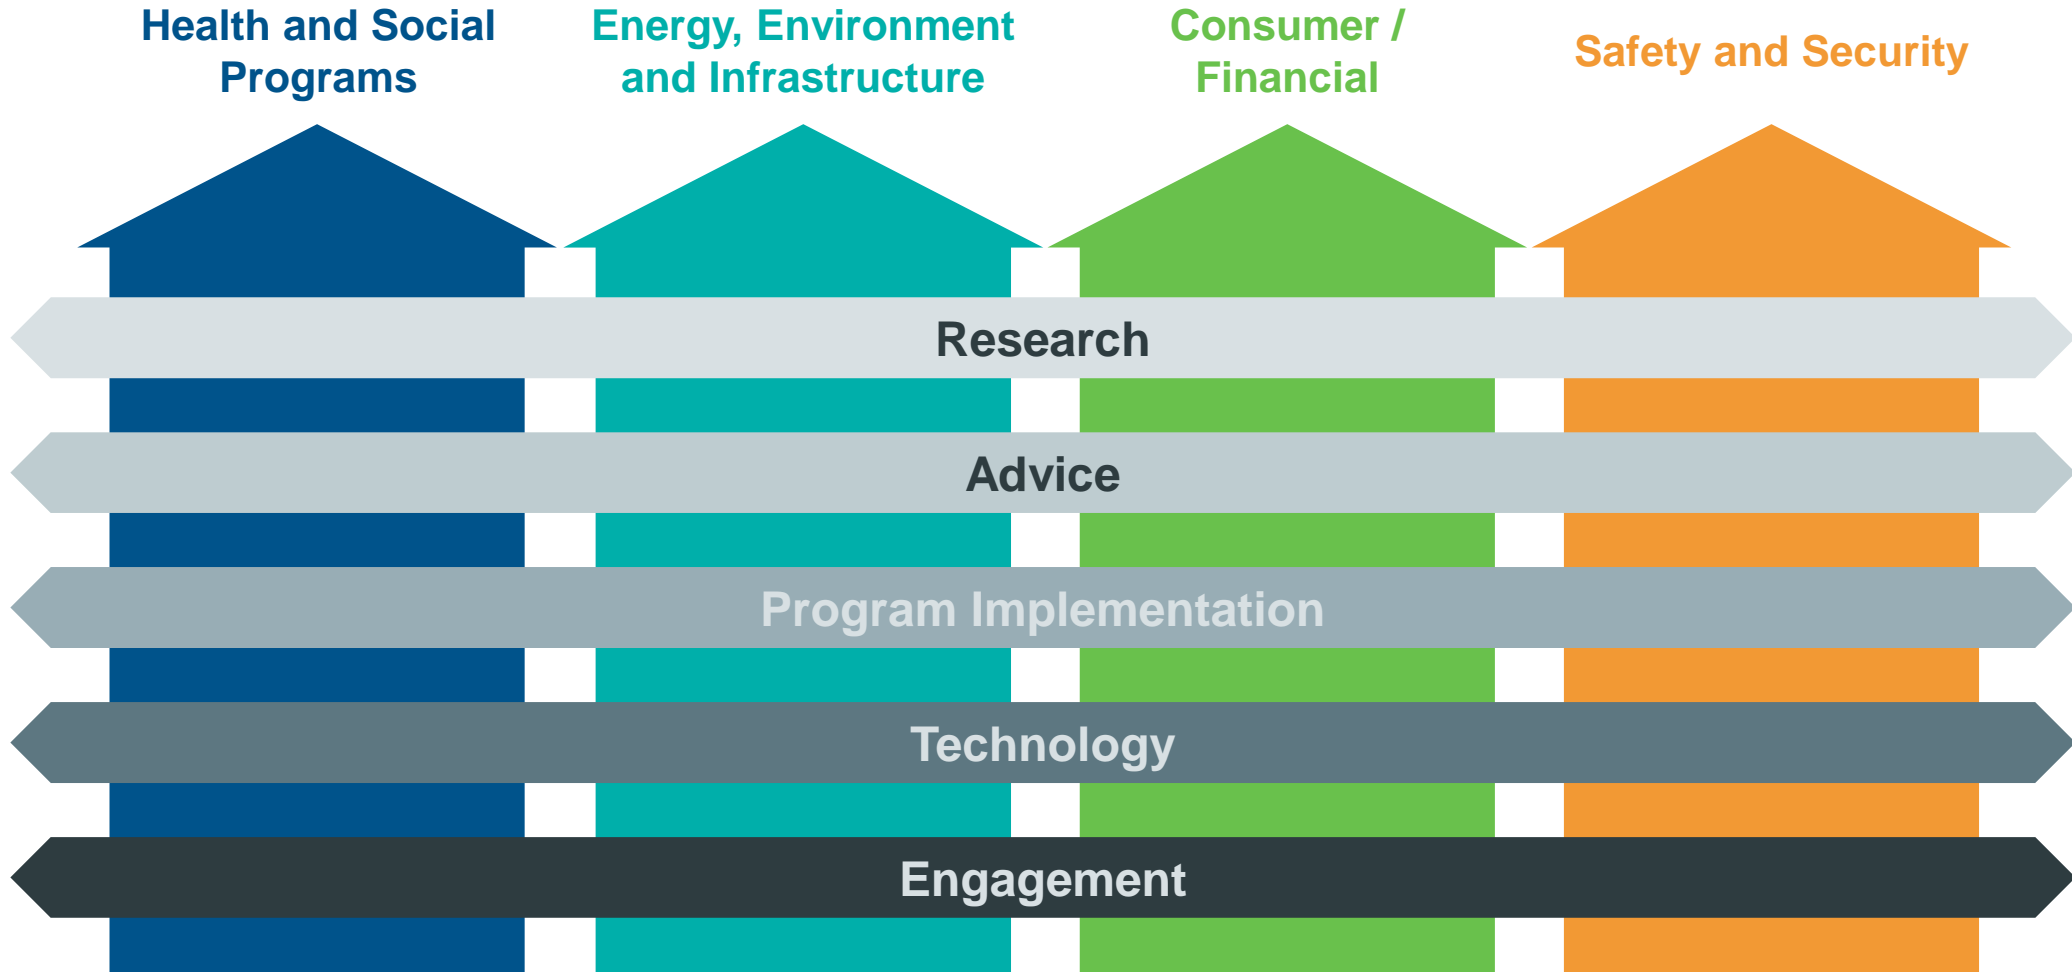 Health and Social
Programs
Energy, Environment
and Infrastructure
Consumer /
Financial
Safety and Security
Research
Advice
Program Implementation
Technology
Engagement